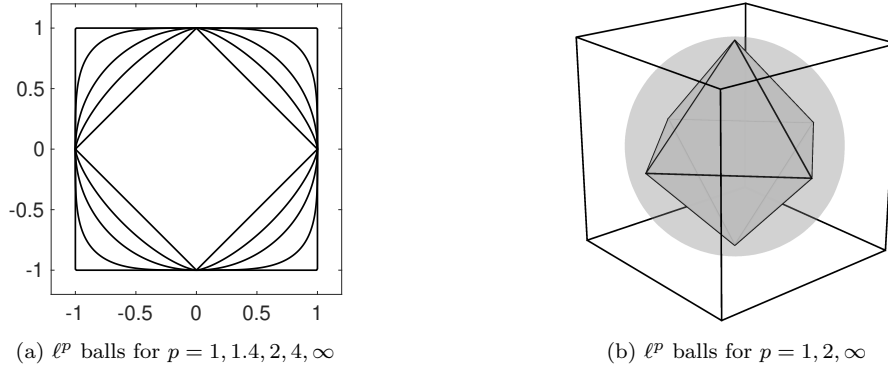 1
0.5
0
-0.5
-1
-1 -0.5 0 0.5 1
(a) ℓ^p balls for p = 1, 1.4, 2, 4, ∞
(b) ℓ^p balls for p = 1, 2, ∞